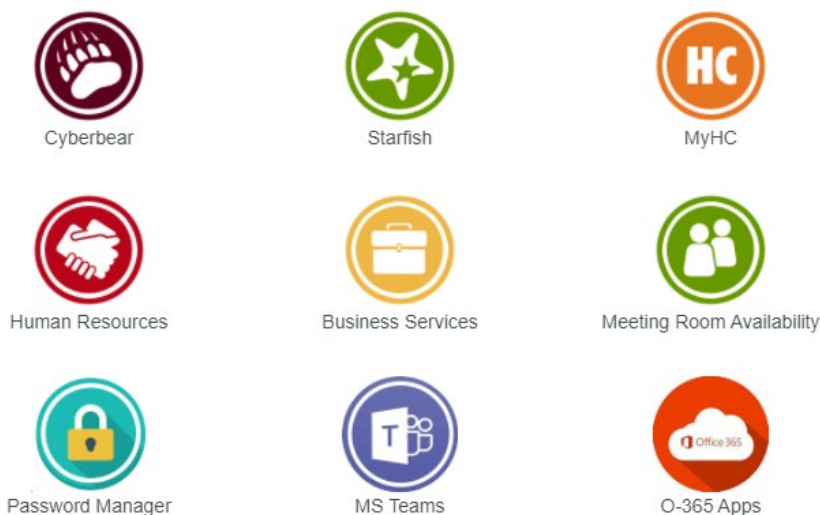 HC
Cyberbear
Starfish
MyHC
Human Resources
Business Services
Meeting Room Availability
T
Office 365
Password Manager
MS Teams
O-365 Apps